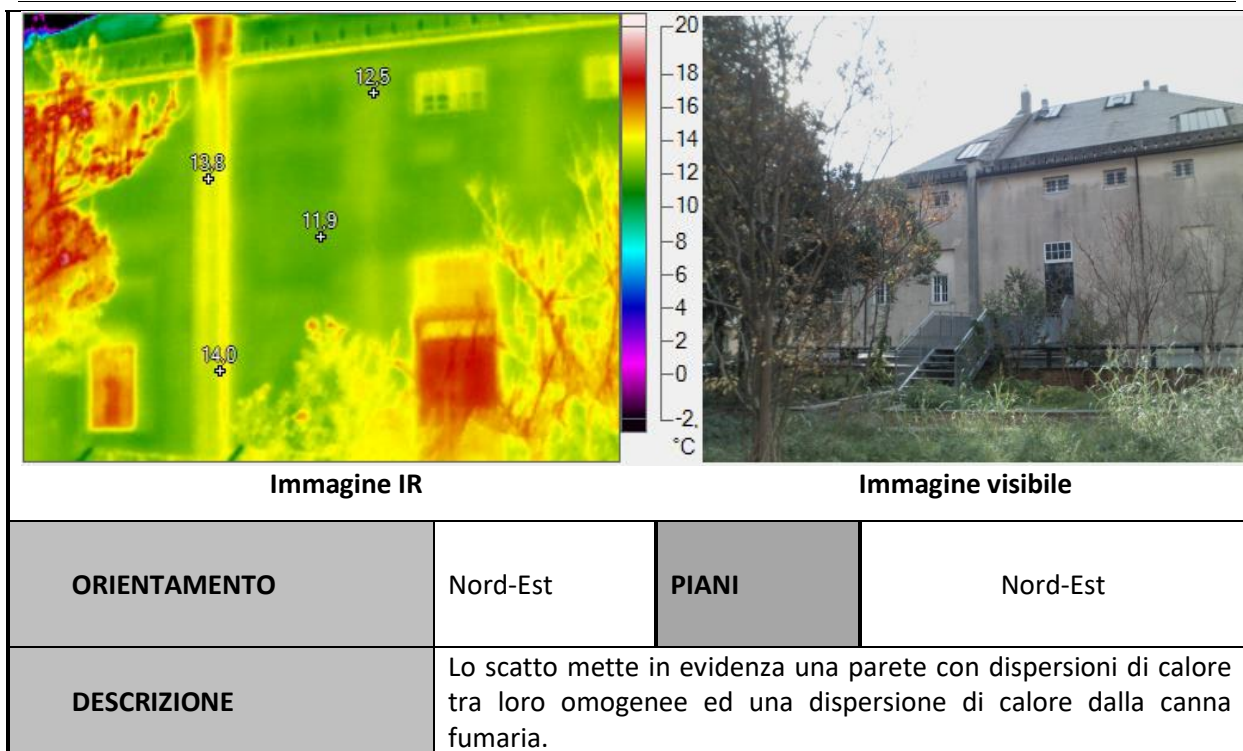 12,5
13,8
11,9
14,0
20
18
16
14
12
10
8
6
4
2
0
-2
°C
Immagine IR Immagine visibile
ORIENTAMENTO Nord-Est PIANI Nord-Est
DESCRIZIONE
Lo scatto mette in evidenza una parete con dispersioni di calore
tra loro omogenee ed una dispersione di calore dalla canna
fumaria.